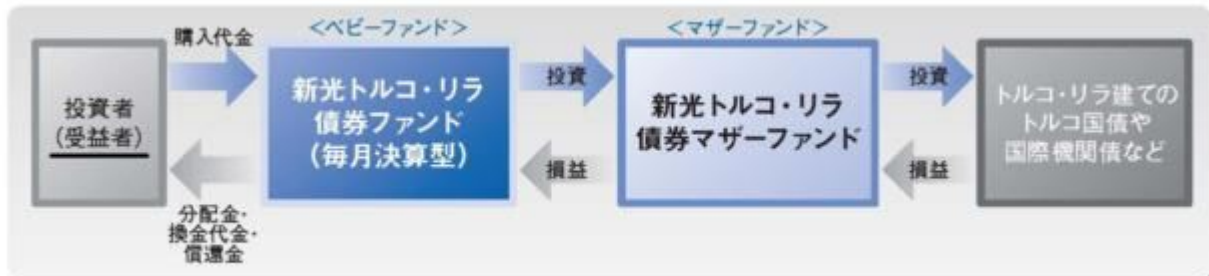 購入代金
<ベビーファンド>
<マザーファンド>
投資者
(受益者)
新光トルコ・リラ
債券ファンド
(毎月決算型)
投資
新光トルコ・リラ
債券マザーファンド
投資
トルコ・リラ建ての
トルコ国債や
国際機関債など
損益
損益
分配金・
換金代金・
償還金